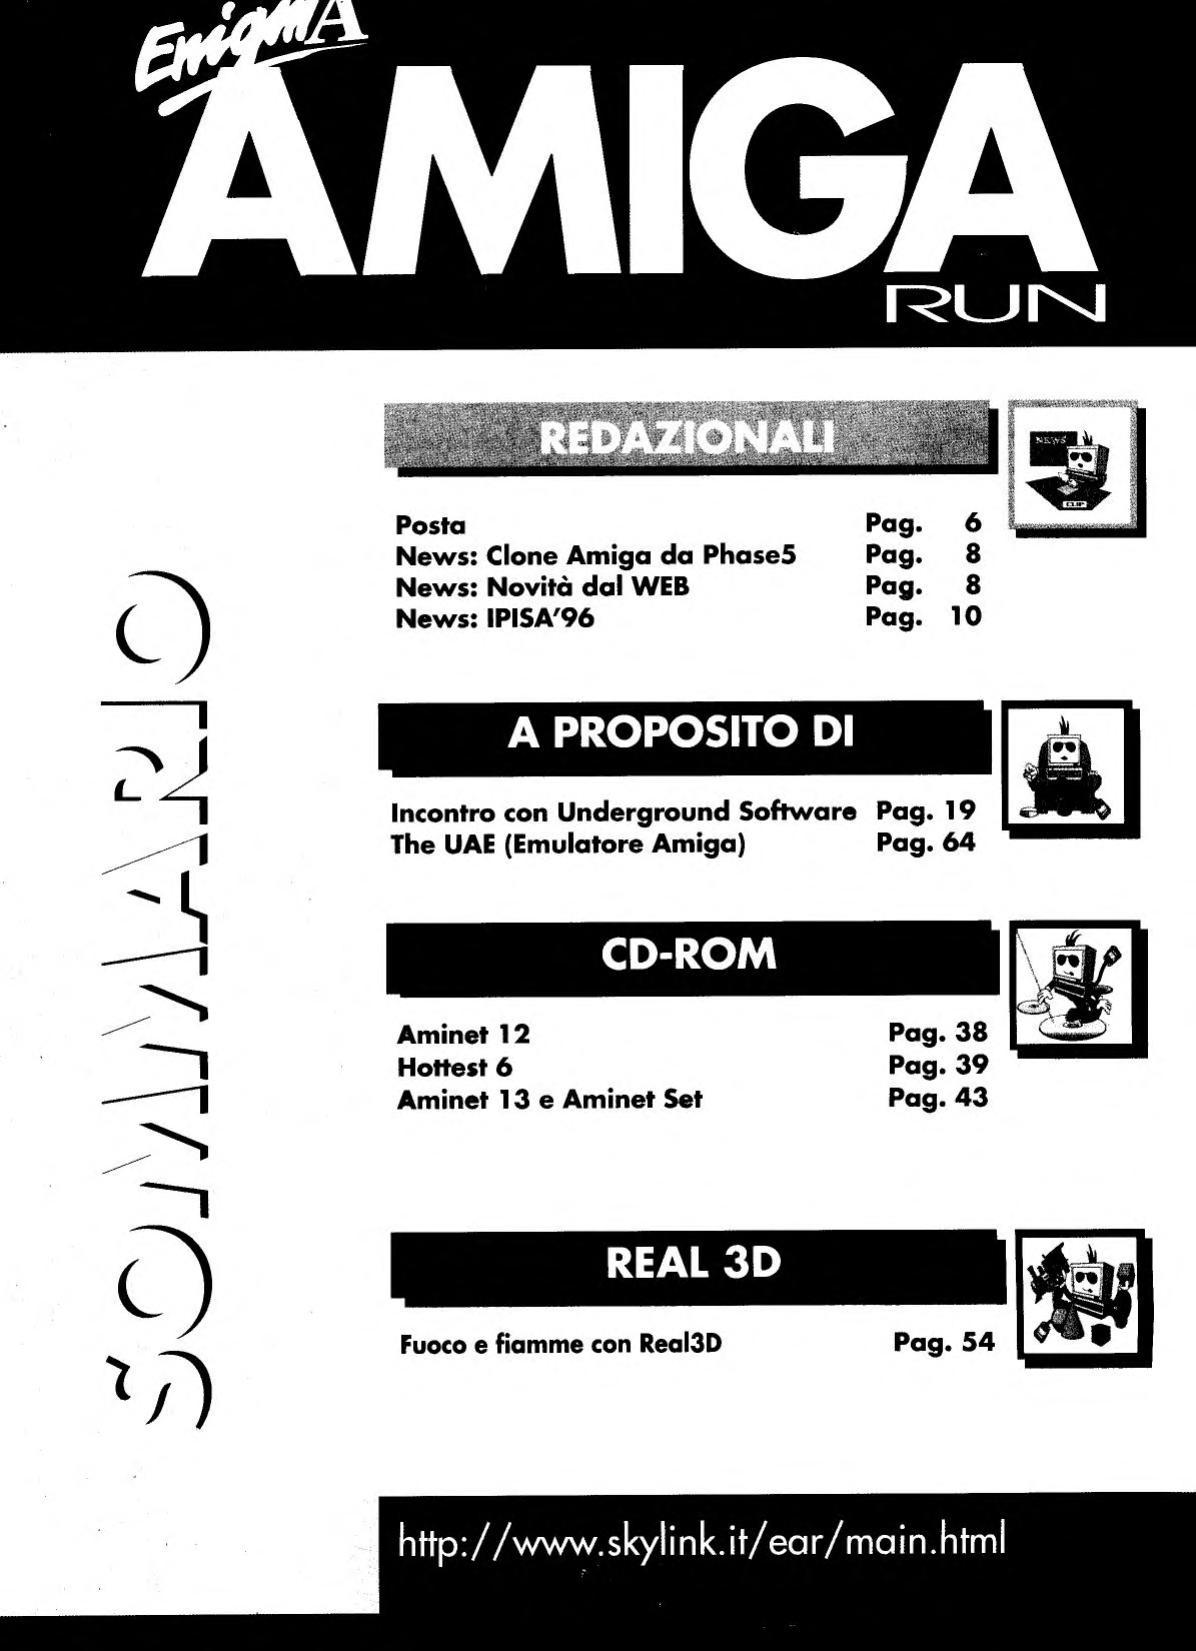 EnigmA
AMIGA
RUN
SOMMARIO
REDAZIONALI
NEWS
CLIP
Posta Pag. 6
News: Clone Amiga da Phase5 Pag. 8
News: Novità dal WEB Pag. 8
News: IPISA'96 Pag. 10
A PROPOSITO DI
Incontro con Underground Software Pag. 19
The UAE (Emulatore Amiga) Pag. 64
CD-ROM
Aminet 12 Pag. 38
Hottest 6 Pag. 39
Aminet 13 e Aminet Set Pag. 43
REAL 3D
Fuoco e fiamme con Real3D Pag. 54
http://www.skylink.it/ear/main.html